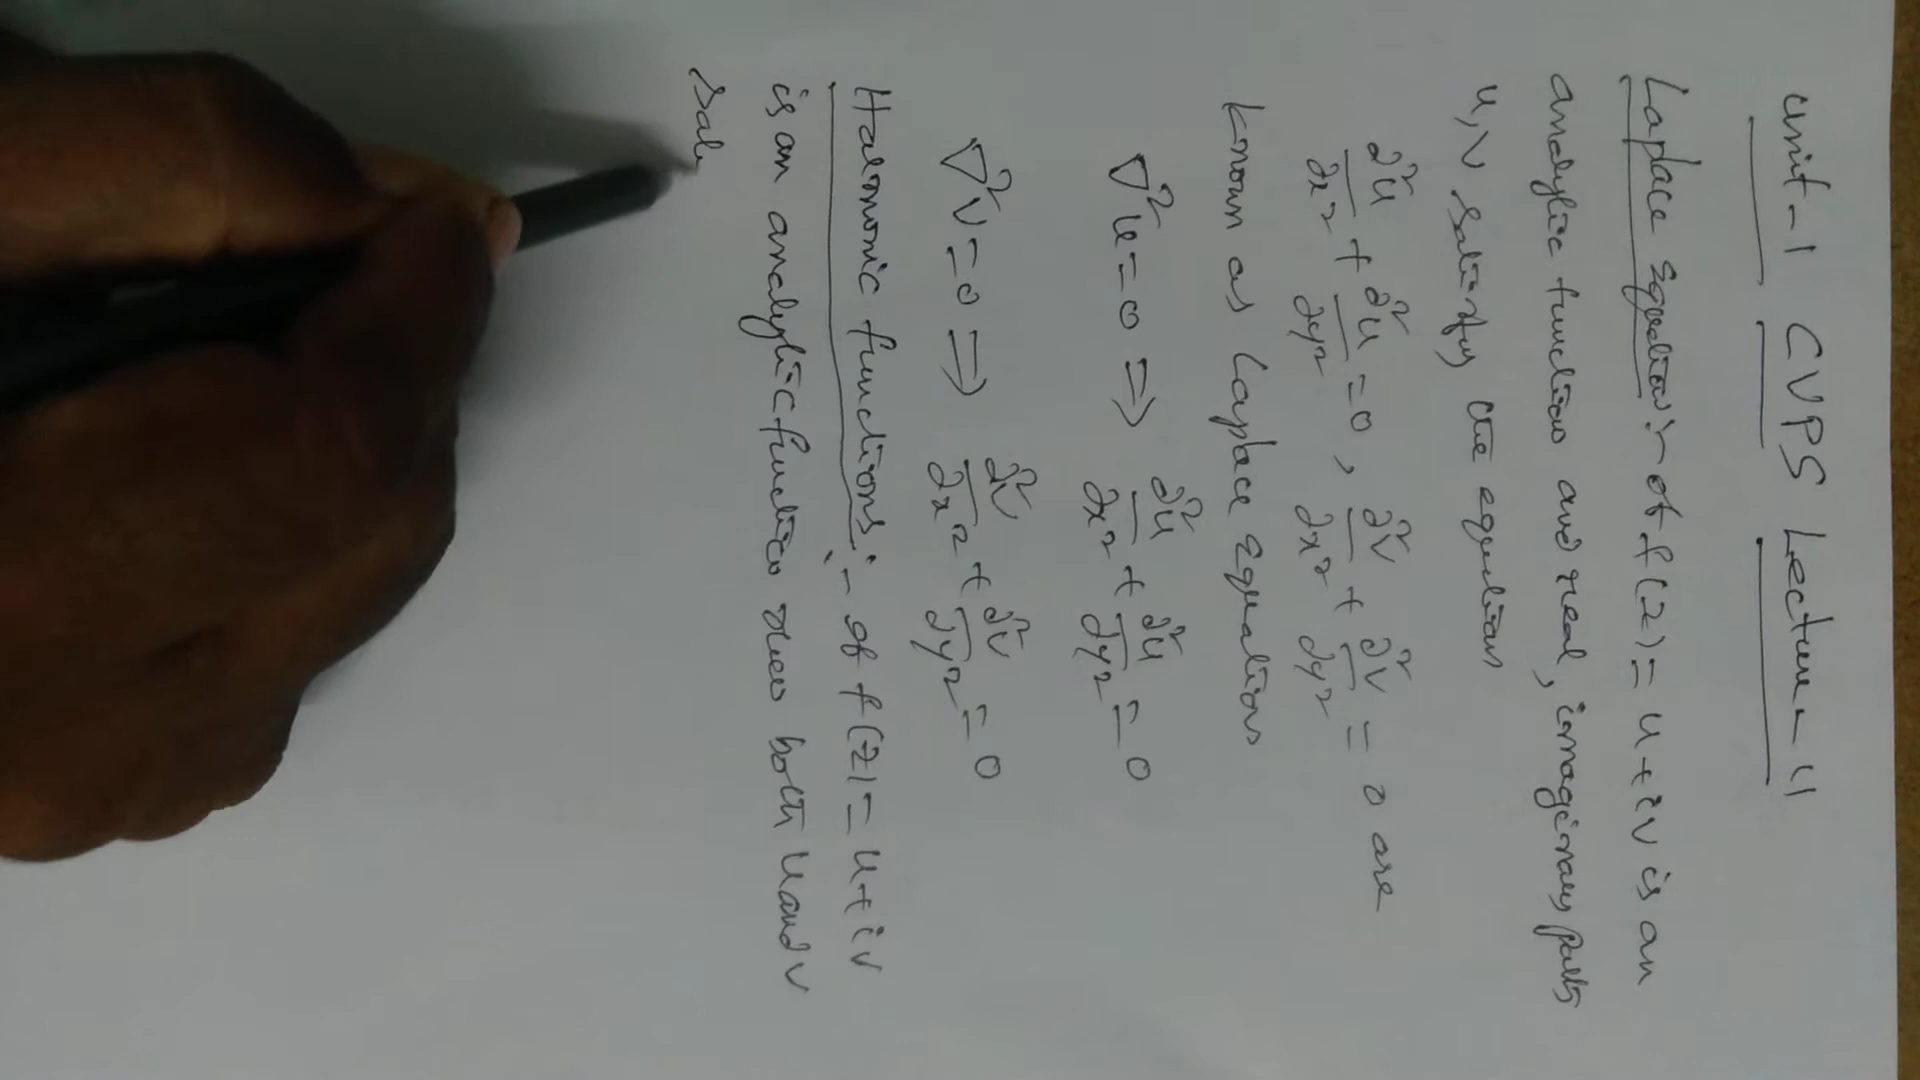 Unit-1 CVPS Lecture-11
Laplace Equation:- If f(z) = u+iv is an
analytic function and real, imaginary parts
u,v satisfy the equations
∂²u/∂x² + ∂²u/∂y² = 0, ∂²v/∂x² + ∂²v/∂y² = 0 are
known as Laplace Equations
∇²u = 0 ⇒ ∂²u/∂x² + ∂²u/∂y² = 0
∇²v = 0 ⇒ ∂²v/∂x² + ∂²v/∂y² = 0
Harmonic functions:- If f(z) = u+iv
is an analytic function then both u and v
sati